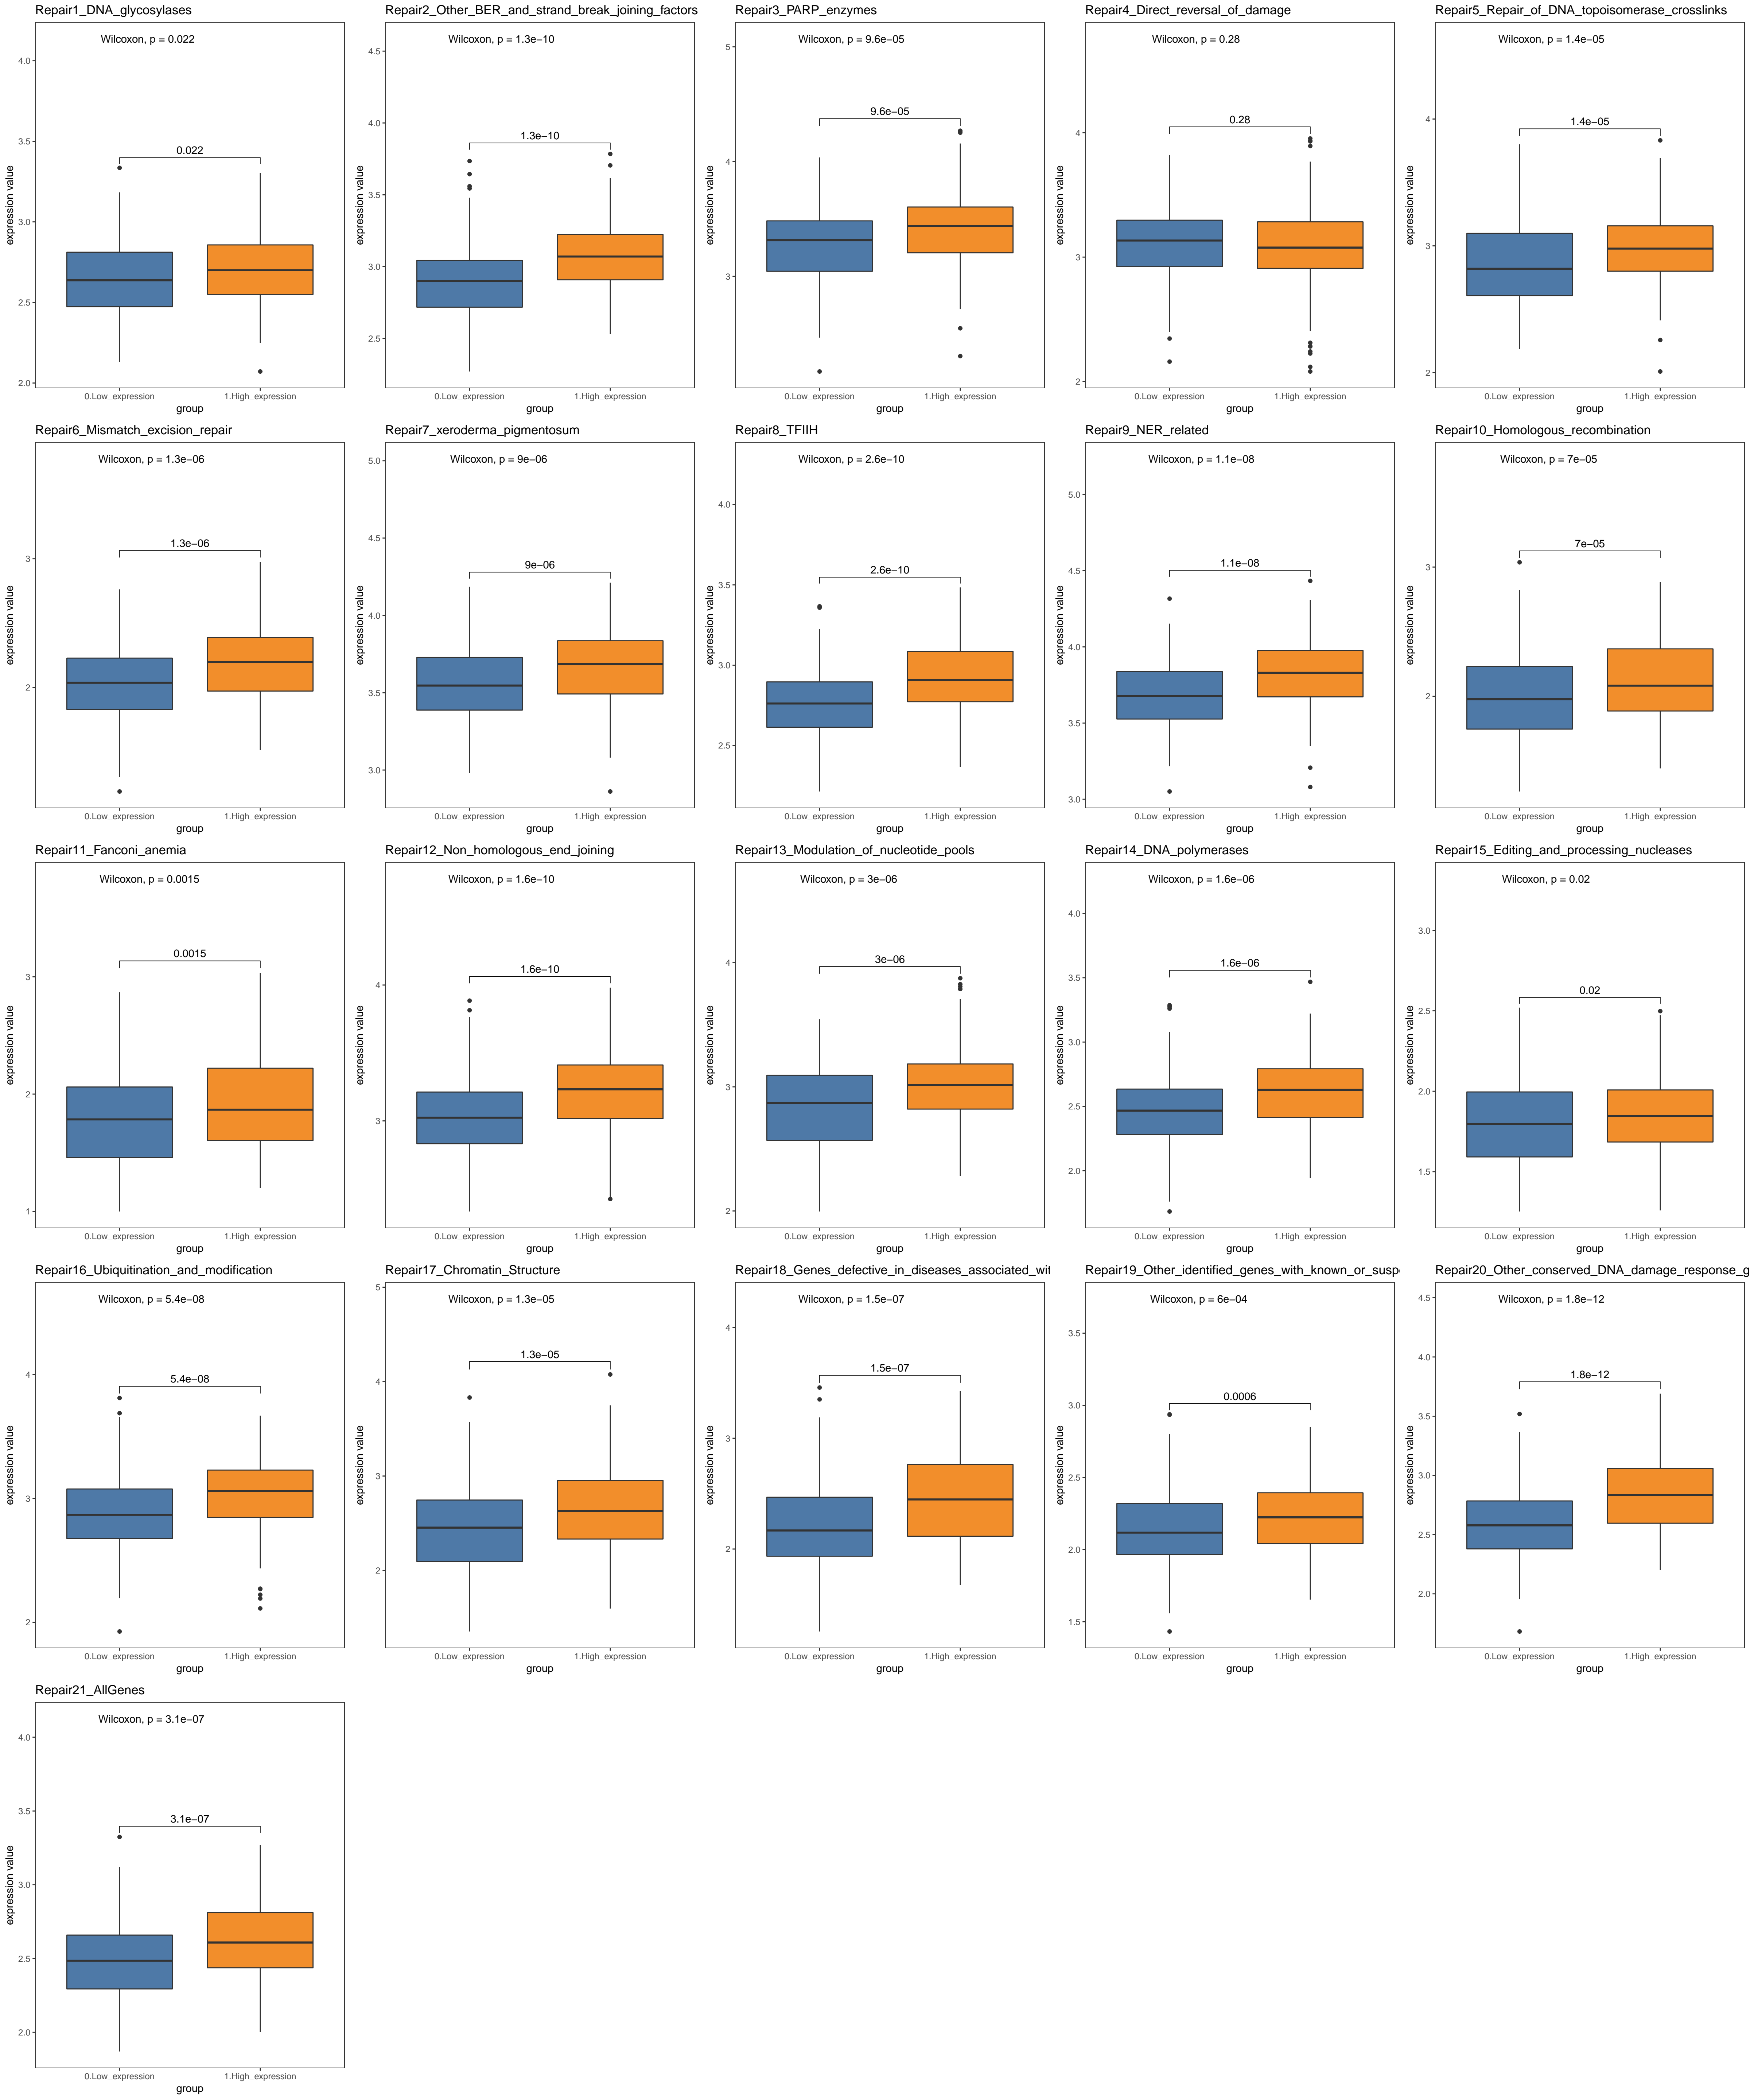 Repair1_DNA_glycosylases
Wilcoxon, p = 0.022
0.022
4.0
3.5
3.0
2.5
2.0
expression value
0.Low_expression 1.High_expression
group
Repair2_Other_BER_and_strand_break_joining_factors
Wilcoxon, p = 1.3e−10
1.3e−10
4.5
4.0
3.5
3.0
2.5
expression value
0.Low_expression 1.High_expression
group
Repair3_PARP_enzymes
Wilcoxon, p = 9.6e−05
9.6e−05
5
4
3
expression value
0.Low_expression 1.High_expression
group
Repair4_Direct_reversal_of_damage
Wilcoxon, p = 0.28
0.28
4
3
2
expression value
0.Low_expression 1.High_expression
group
Repair5_Repair_of_DNA_topoisomerase_crosslinks
Wilcoxon, p = 1.4e−05
1.4e−05
4
3
2
expression value
0.Low_expression 1.High_expression
group
Repair6_Mismatch_excision_repair
Wilcoxon, p = 1.3e−06
1.3e−06
3
2
expression value
0.Low_expression 1.High_expression
group
Repair7_xeroderma_pigmentosum
Wilcoxon, p = 9e−06
9e−06
5.0
4.5
4.0
3.5
3.0
expression value
0.Low_expression 1.High_expression
group
Repair8_TFIIH
Wilcoxon, p = 2.6e−10
2.6e−10
4.0
3.5
3.0
2.5
expression value
0.Low_expression 1.High_expression
group
Repair9_NER_related
Wilcoxon, p = 1.1e−08
1.1e−08
5.0
4.5
4.0
3.5
3.0
expression value
0.Low_expression 1.High_expression
group
Repair10_Homologous_recombination
Wilcoxon, p = 7e−05
7e−05
3
2
expression value
0.Low_expression 1.High_expression
group
Repair11_Fanconi_anemia
Wilcoxon, p = 0.0015
0.0015
3
2
1
expression value
0.Low_expression 1.High_expression
group
Repair12_Non_homologous_end_joining
Wilcoxon, p = 1.6e−10
1.6e−10
4
3
expression value
0.Low_expression 1.High_expression
group
Repair13_Modulation_of_nucleotide_pools
Wilcoxon, p = 3e−06
3e−06
4
3
2
expression value
0.Low_expression 1.High_expression
group
Repair14_DNA_polymerases
Wilcoxon, p = 1.6e−06
1.6e−06
4.0
3.5
3.0
2.5
2.0
expression value
0.Low_expression 1.High_expression
group
Repair15_Editing_and_processing_nucleases
Wilcoxon, p = 0.02
0.02
3.0
2.5
2.0
1.5
expression value
0.Low_expression 1.High_expression
group
Repair16_Ubiquitination_and_modification
Wilcoxon, p = 5.4e−08
5.4e−08
4
3
2
expression value
0.Low_expression 1.High_expression
group
Repair17_Chromatin_Structure
Wilcoxon, p = 1.3e−05
1.3e−05
5
4
3
2
expression value
0.Low_expression 1.High_expression
group
Repair18_Genes_defective_in_diseases_associated_wit
Wilcoxon, p = 1.5e−07
1.5e−07
4
3
2
expression value
0.Low_expression 1.High_expression
group
Repair19_Other_identified_genes_with_known_or_susp
Wilcoxon, p = 6e−04
0.0006
3.5
3.0
2.5
2.0
1.5
expression value
0.Low_expression 1.High_expression
group
Repair20_Other_conserved_DNA_damage_response_g
Wilcoxon, p = 1.8e−12
1.8e−12
4.5
4.0
3.5
3.0
2.5
2.0
expression value
0.Low_expression 1.High_expression
group
Repair21_AllGenes
Wilcoxon, p = 3.1e−07
3.1e−07
4.0
3.5
3.0
2.5
2.0
expression value
0.Low_expression 1.High_expression
group